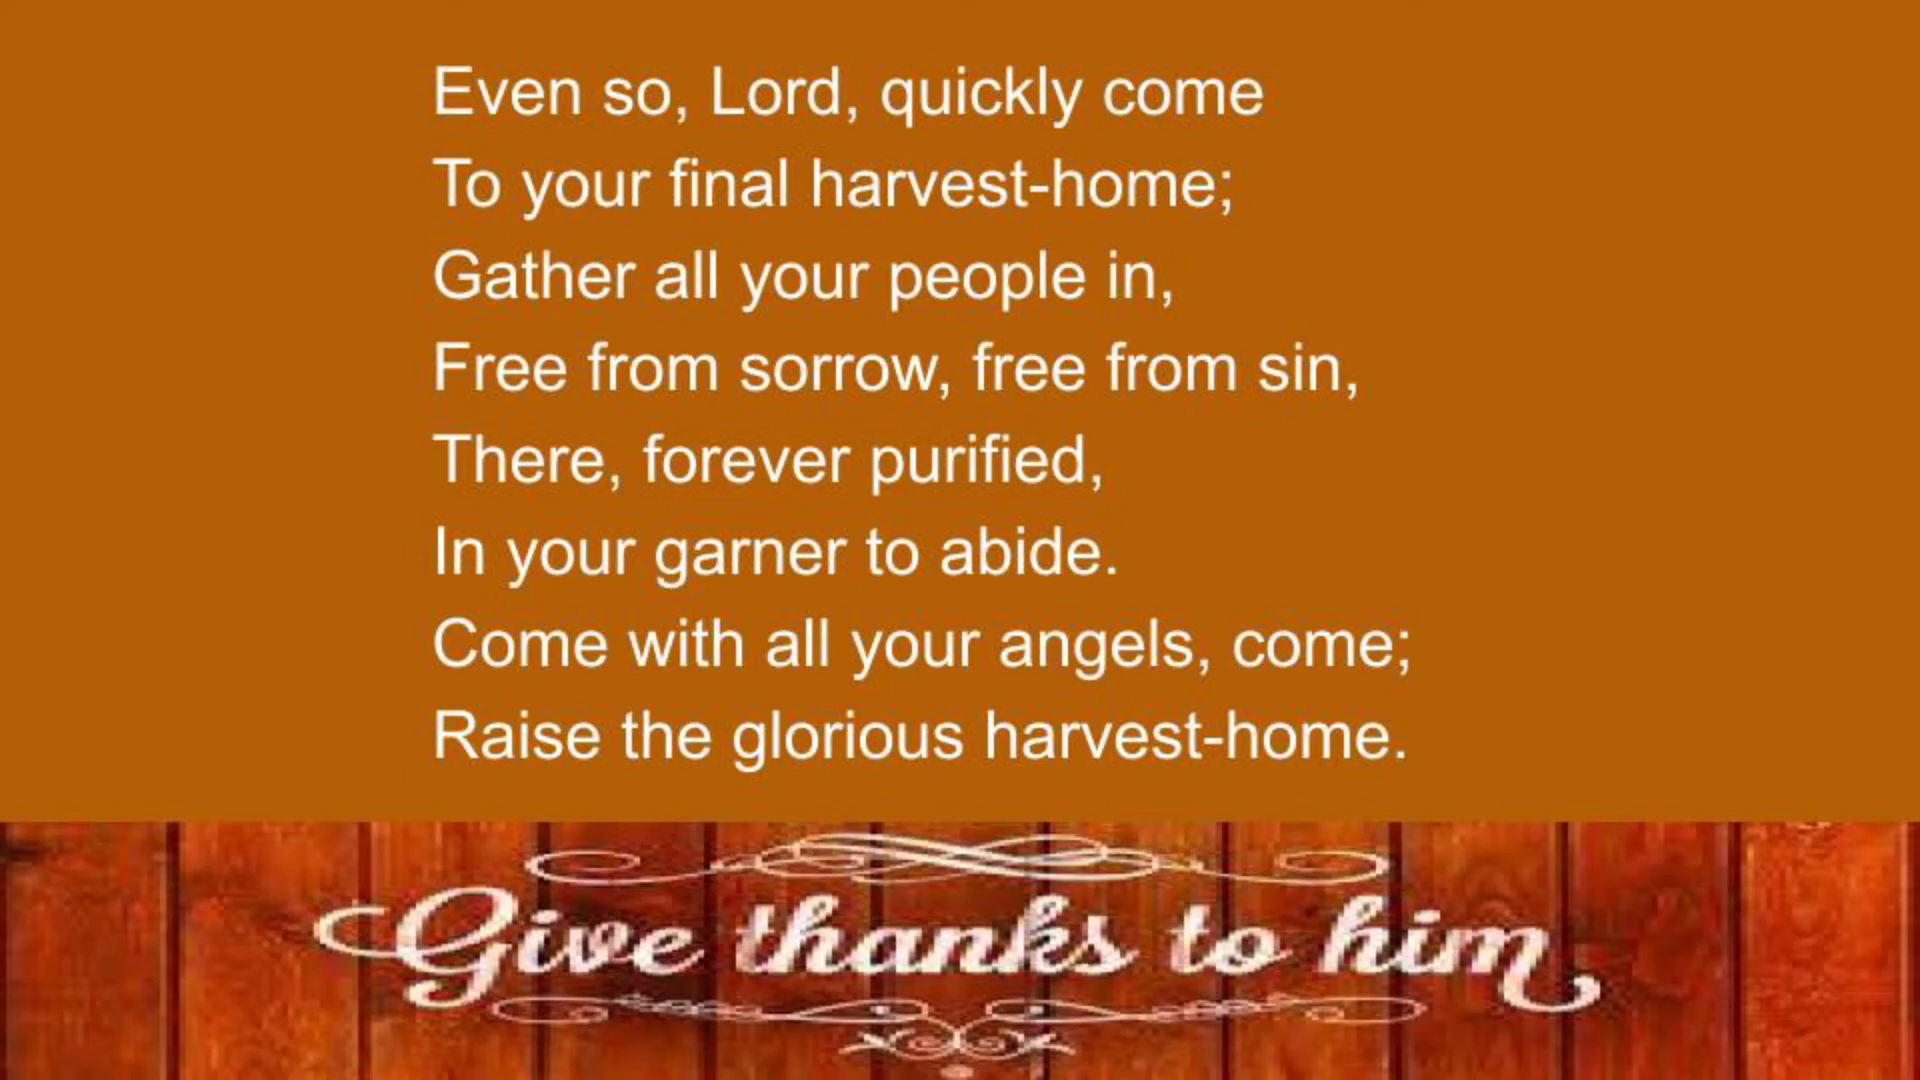 Even so, Lord, quickly come
To your final harvest-home;
Gather all your people in,
Free from sorrow, free from sin,
There, forever purified,
In your garner to abide.
Come with all your angels, come;
Raise the glorious harvest-home.
Give thanks to him